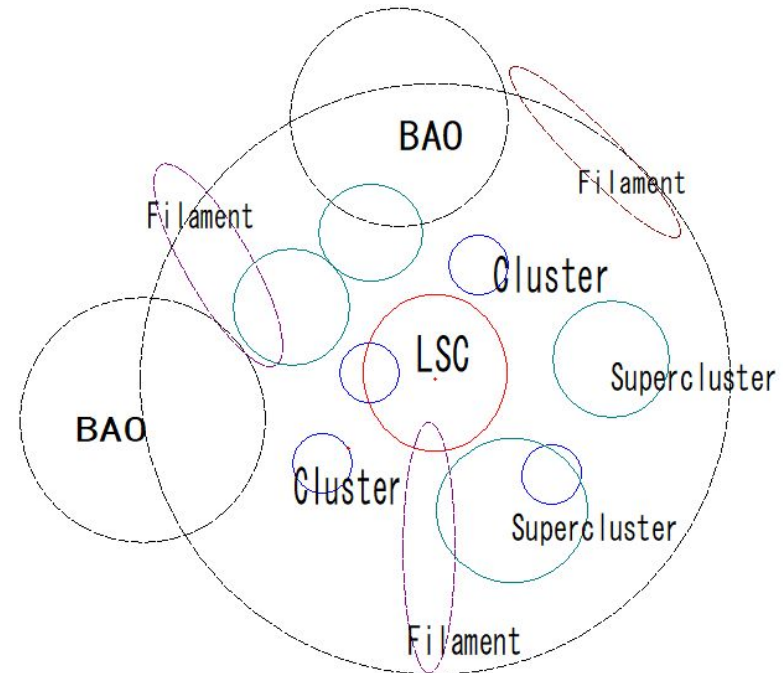 BAO
Filament
Filament
Cluster
LSC
Supercluster
BAO
Cluster
Supercluster
Filament